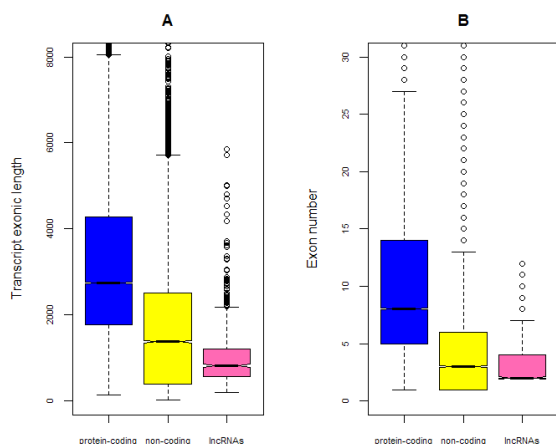 A
B
Transcript exonic length
8000
6000
4000
2000
0
protein-coding non-coding lncRNAs
Exon number
30
25
20
15
10
5
0
protein-coding non-coding lncRNAs